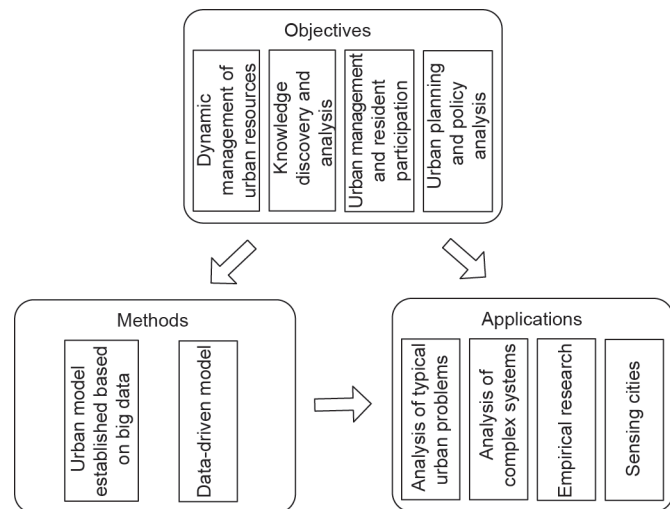 Objectives
Dynamic
management of
urban resources
Knowledge
discovery and
analysis
Urban management
and resident
participation
Urban planning
and policy
analysis
Methods
Urban model
established based
on big data
Data-driven model
Applications
Analysis of typical
urban problems
Analysis of
complex systems
Empirical research
Sensing cities